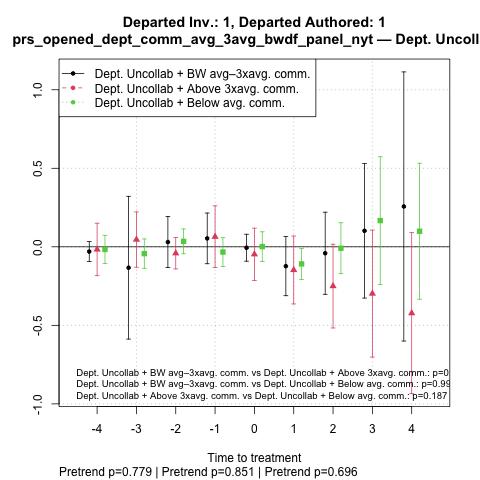 Departed Inv.: 1, Departed Authored: 1
prs_opened_dept_comm_avg_3avg_bwdf_panel_nyt — Dept. Uncoll
Dept. Uncollab + BW avg–3xavg. comm.
Dept. Uncollab + Above 3xavg. comm.
Dept. Uncollab + Below avg. comm.
1.0
0.5
0.0
-0.5
-1.0
Dept. Uncollab + BW avg–3xavg. comm. vs Dept. Uncollab + Above 3xavg. comm.: p=0
Dept. Uncollab + BW avg–3xavg. comm. vs Dept. Uncollab + Below avg. comm.: p=0.99
Dept. Uncollab + Above 3xavg. comm. vs Dept. Uncollab + Below avg. comm.: p=0.187
-4 -3 -2 -1 0 1 2 3 4
Time to treatment
Pretrend p=0.779 | Pretrend p=0.851 | Pretrend p=0.696